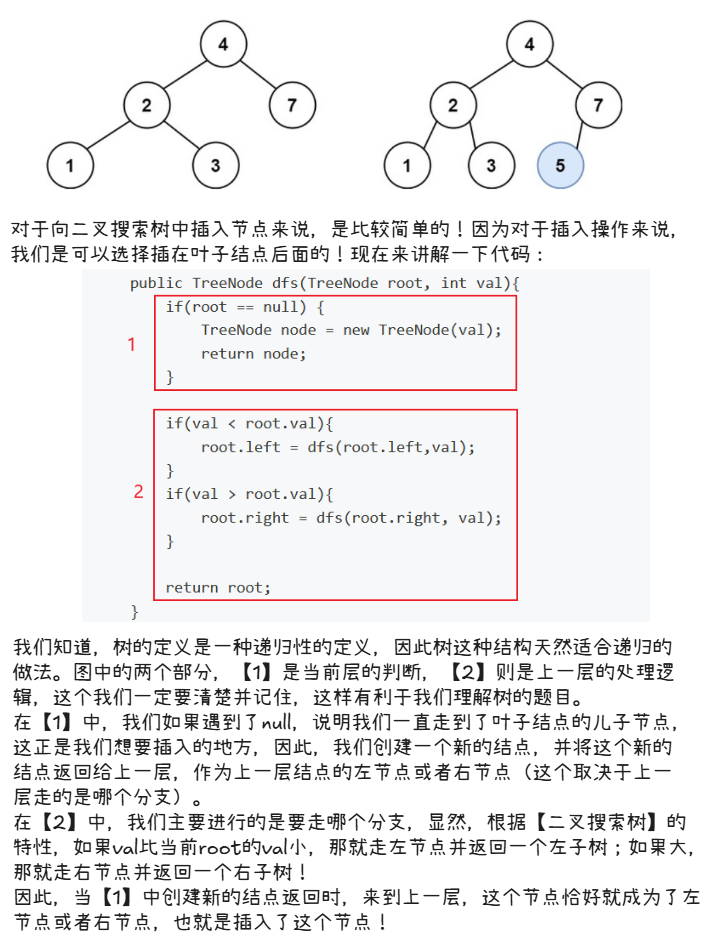 4 4
2 7 2 7
1 3 1 3 5
对于向二叉搜索树中插入节点来说，是比较简单的！因为对于插入操作来说，
我们是可以选择插在叶子结点后面的！现在来讲解一下代码：
public TreeNode dfs(TreeNode root, int val){
if(root == null) {
TreeNode node = new TreeNode(val);
1 return node;
}
if(val < root.val){
root.left = dfs(root.left,val);
}
2 if(val > root.val){
root.right = dfs(root.right, val);
}
return root;
}
我们知道，树的定义是一种递归性的定义，因此树这种结构天然适合递归的
做法。图中的两个部分，【1】是当前层的判断，【2】则是上一层的处理逻
辑，这个我们一定要清楚并记住，这样有利于我们理解树的题目。
在【1】中，我们如果遇到了null，说明我们一直走到了叶子结点的儿子节点，
这正是我们想要插入的地方，因此，我们创建一个新的结点，并将这个新的
结点返回给上一层，作为上一层结点的左节点或者右节点（这个取决于上一
层走的是哪个分支）。
在【2】中，我们主要进行的是要走哪个分支，显然，根据【二叉搜索树】的
特性，如果val比当前root的val小，那就走左节点并返回一个左子树；如果大，
那就走右节点并返回一个右子树！
因此，当【1】中创建新的结点返回时，来到上一层，这个节点恰好就成为了左
节点或者右节点，也就是插入了这个节点！